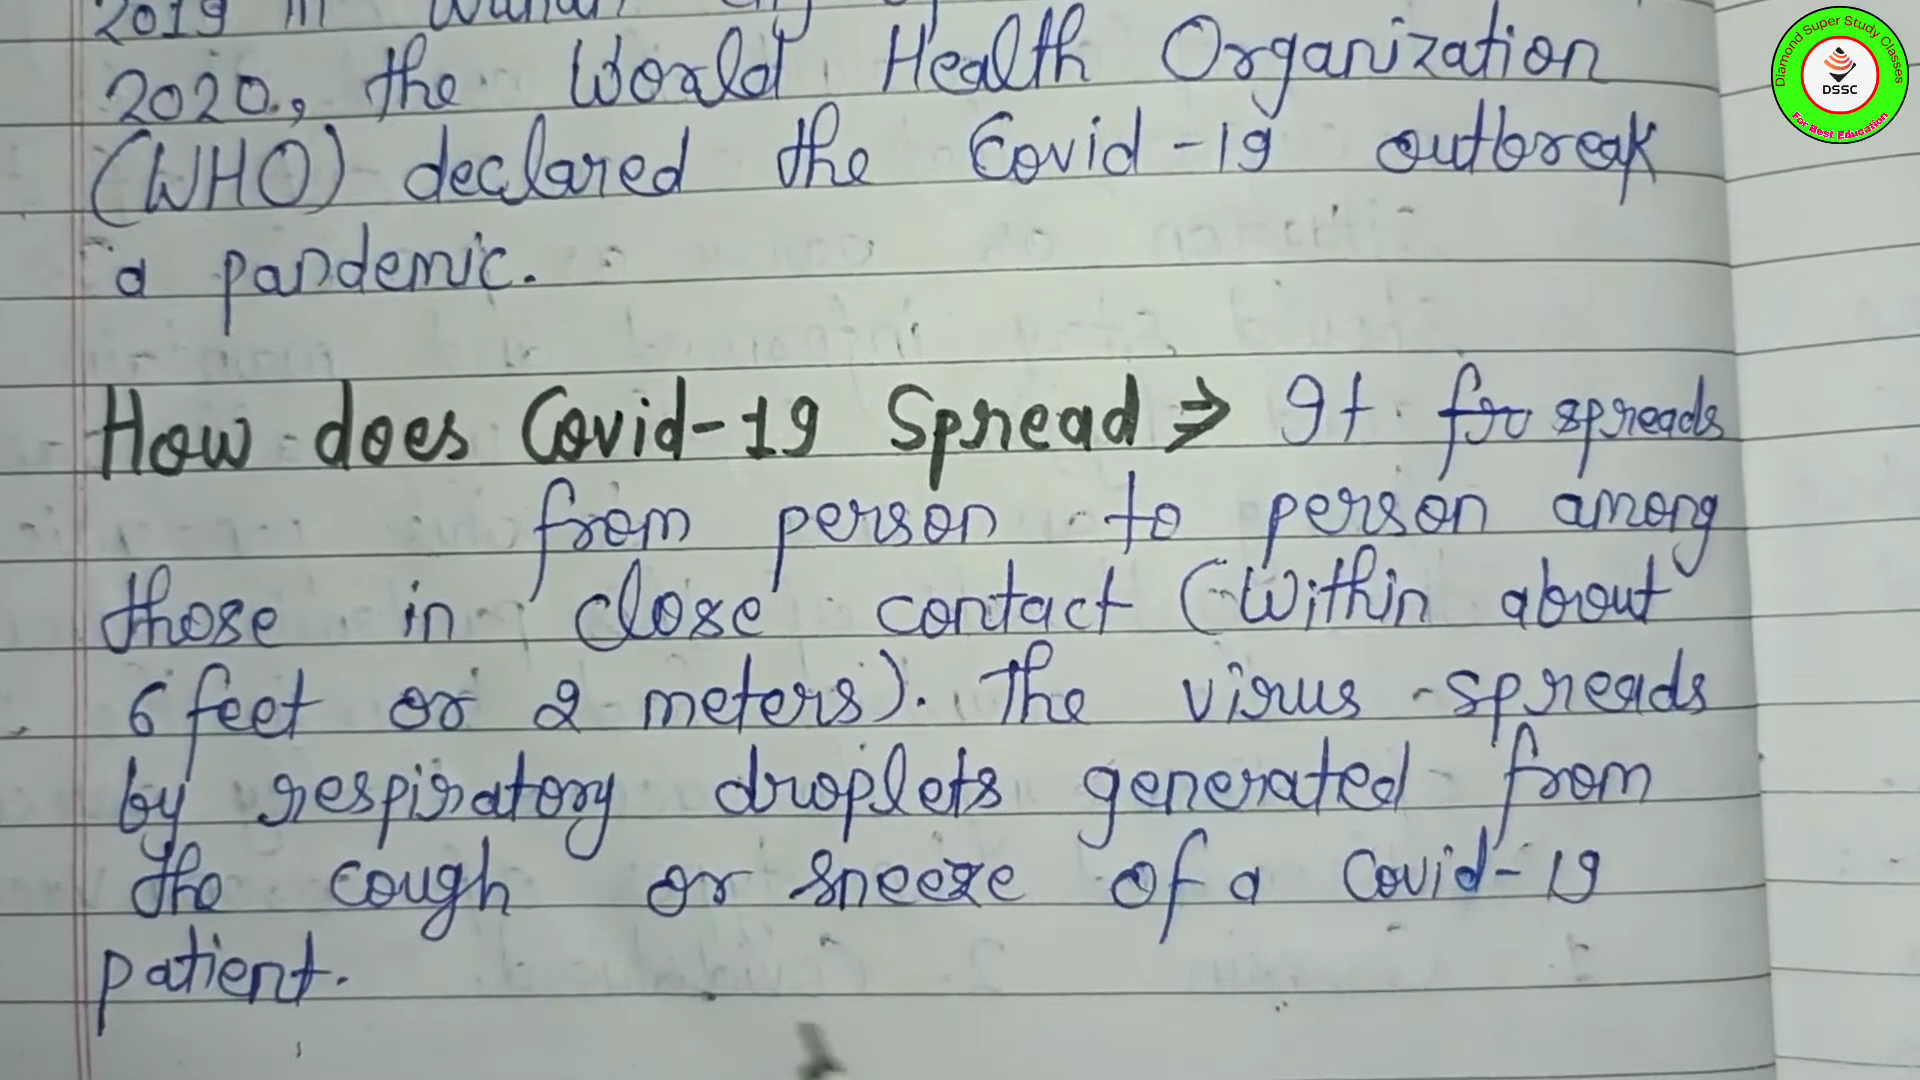 2019 in Wuhan
2020, the World Health Organization
(WHO) declared the Covid-19 outbreak
a pandemic.
How does Covid-19 Spread ⇒ It spreads
from person to person among
those in close contact (Within about
6 feet or 2 meters). The virus spreads
by respiratory droplets generated from
the cough or sneeze of a Covid-19
patient.
Diamond Super Study Classes
DSSC
For Best Education